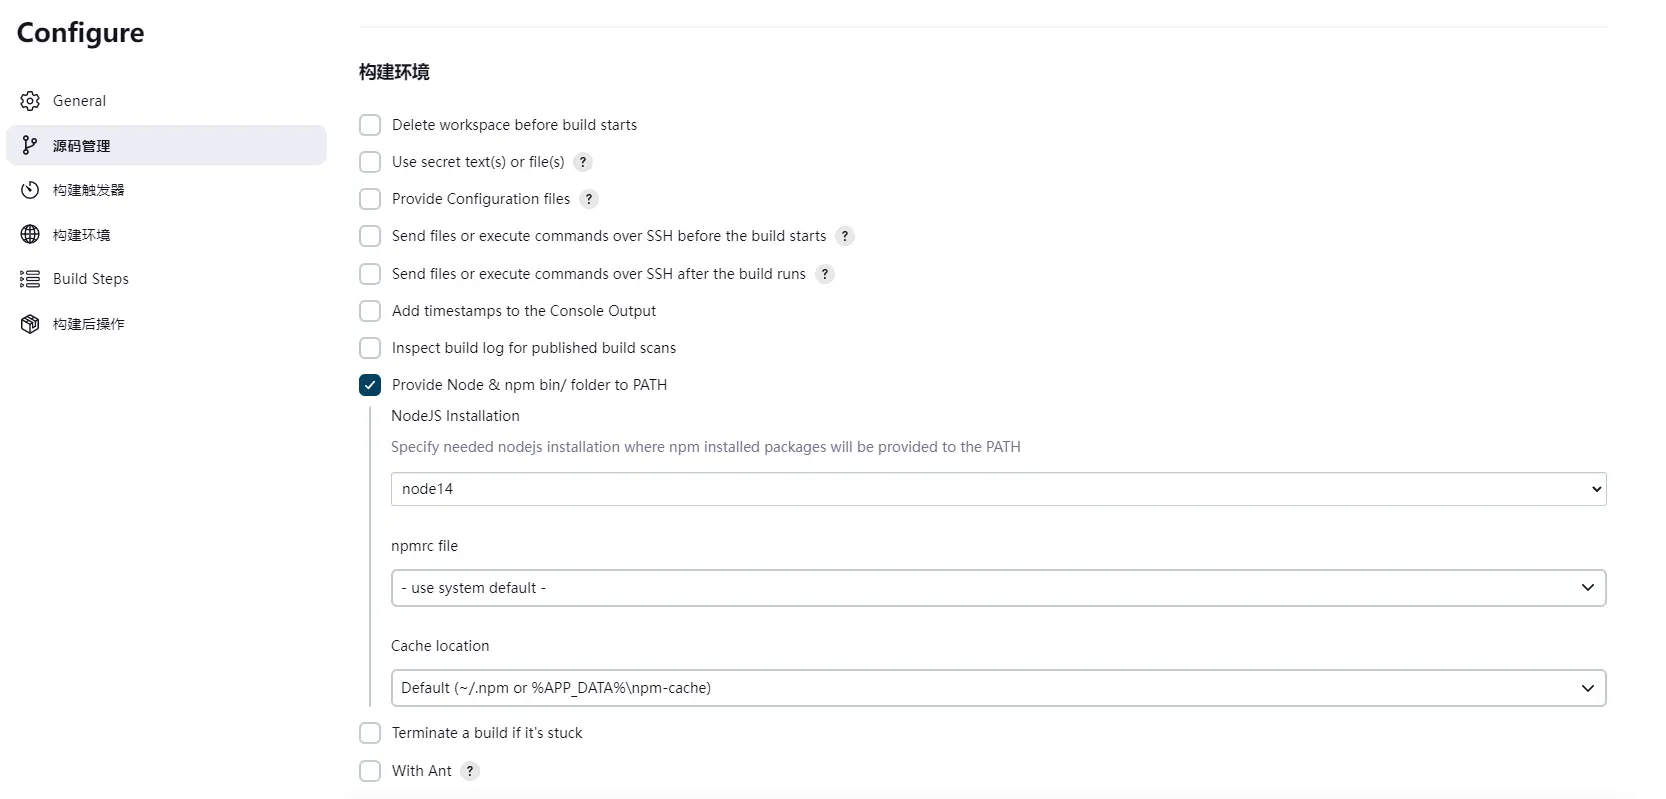 Configure
General
源码管理
构建触发器
构建环境
Build Steps
构建后操作
构建环境
Delete workspace before build starts
Use secret text(s) or file(s) ?
Provide Configuration files ?
Send files or execute commands over SSH before the build starts ?
Send files or execute commands over SSH after the build runs ?
Add timestamps to the Console Output
Inspect build log for published build scans
Provide Node & npm bin/ folder to PATH
NodeJS Installation
Specify needed nodejs installation where npm installed packages will be provided to the PATH
node14
npmrc file
- use system default -
Cache location
Default (~/.npm or %APP_DATA%\npm-cache)
Terminate a build if it's stuck
With Ant ?